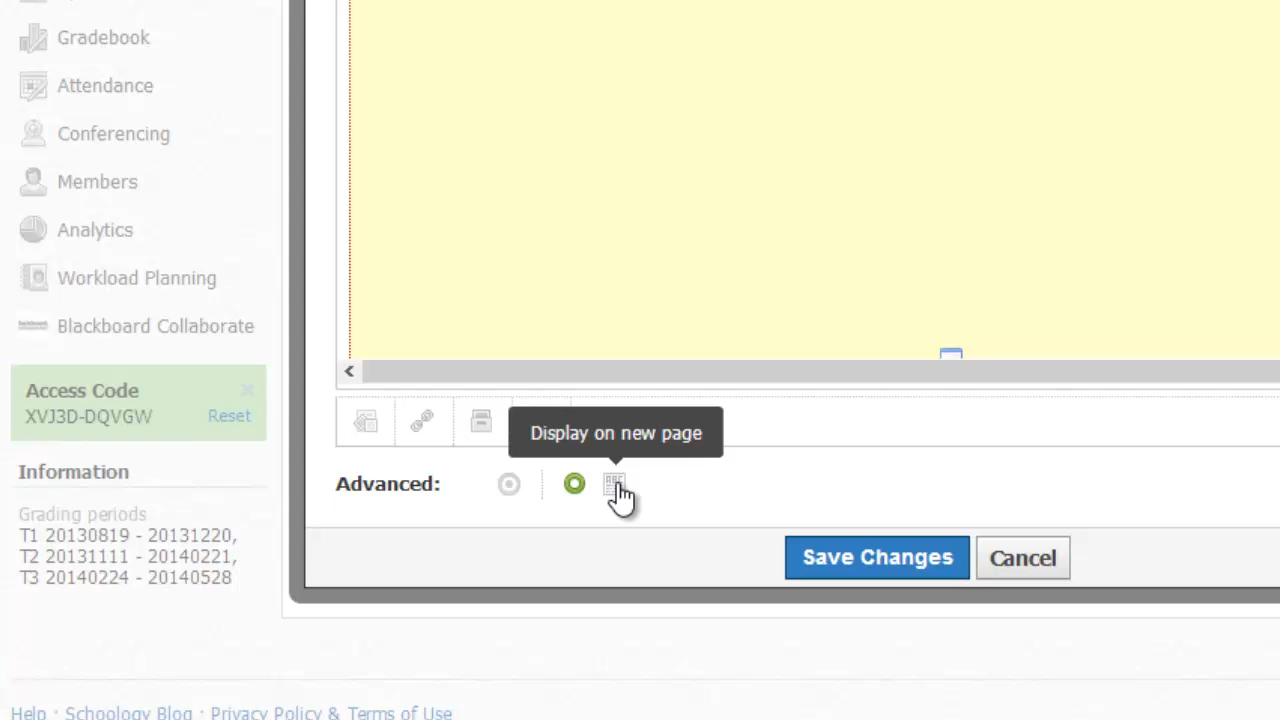 Gradebook
Attendance
Conferencing
Members
Analytics
Workload Planning
Blackboard Collaborate
Access Code
XVJ3D-DQVGW Reset
Information
Grading periods
T1 20130819 - 20131220,
T2 20131111 - 20140221,
T3 20140224 - 20140528
Display on new page
Advanced:
Save Changes Cancel
Help · Schoology Blog · Privacy Policy & Terms of Use